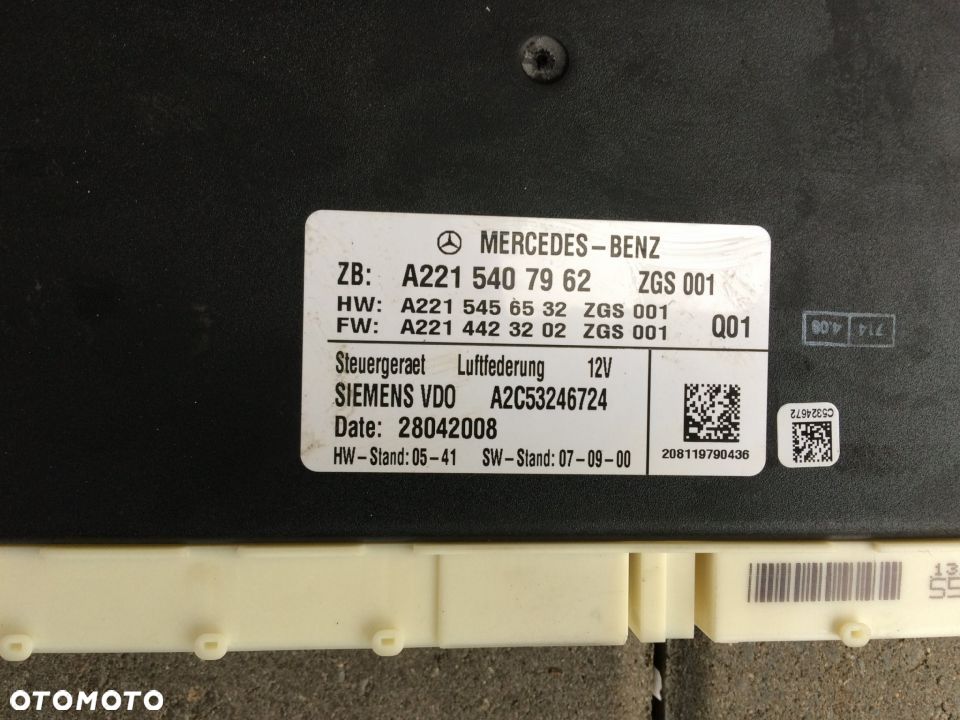 MERCEDES-BENZ
ZB: A221 540 79 62 ZGS 001
HW: A221 545 65 32 ZGS 001
FW: A221 442 32 02 ZGS 001 Q01
Steuergeraet Luftfederung 12V
SIEMENS VDO A2C53246724
Date: 28042008
HW-Stand: 05-41 SW-Stand: 07-09-00
208119790436
714 4.08
C5324672
13
OTOMOTO